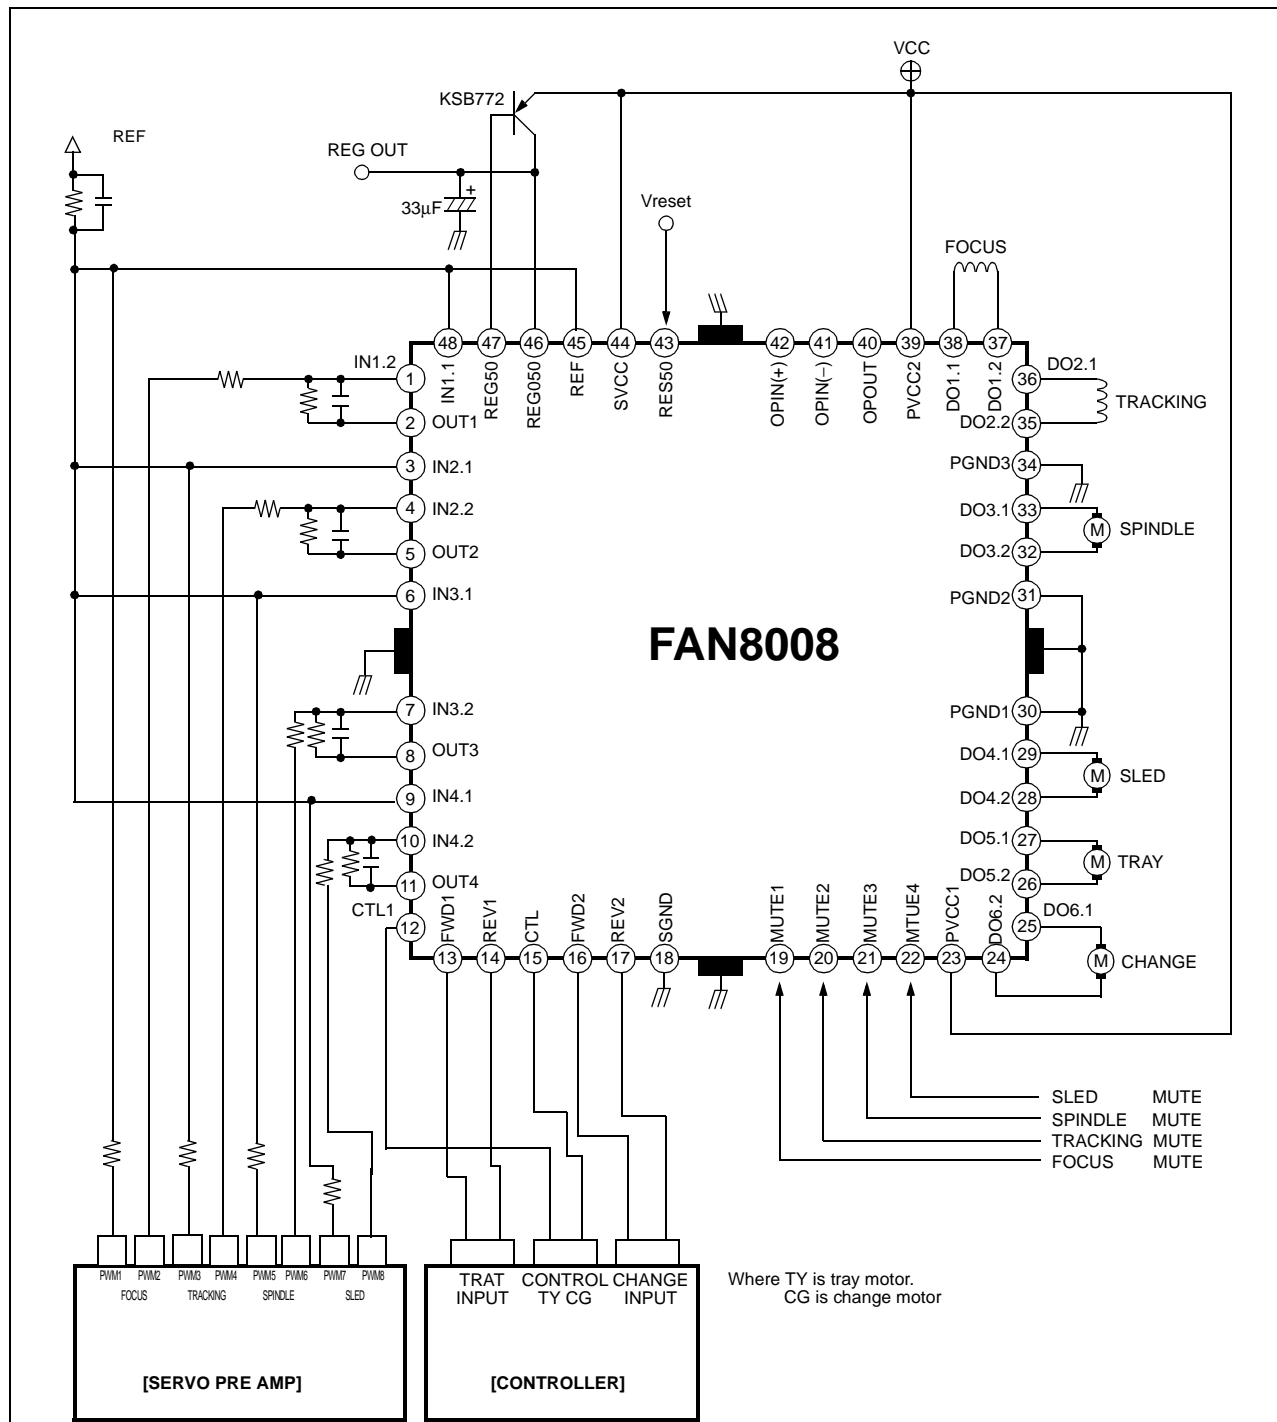 VCC
KSB772
REF
REG OUT
33μF
+
Vreset
FOCUS
48 47 46 45 44 43 42 41 40 39 38 37
IN1.1 REG50 REG050 REF SVCC RES50 OPIN(+) OPIN(−) OPOUT PVCC2 DO1.1 DO1.2
IN1.2
1
2 OUT1
3 IN2.1
4 IN2.2
5 OUT2
6 IN3.1
7 IN3.2
8 OUT3
9 IN4.1
10 IN4.2
11 OUT4
CTL1
12
FAN8008
36 DO2.1
TRACKING
DO2.2 35
PGND3 34
DO3.1 33
M SPINDLE
DO3.2 32
PGND2 31
PGND1 30
DO4.1 29
M SLED
DO4.2 28
DO5.1 27
M TRAY
DO5.2 26
25 DO6.1
M CHANGE
FWD1 REV1 CTL FWD2 REV2 SGND MUTE1 MUTE2 MUTE3 MTUE4 PVCC1 DO6.2
13 14 15 16 17 18 19 20 21 22 23 24
SLED MUTE
SPINDLE MUTE
TRACKING MUTE
FOCUS MUTE
PWM1 PWM2 PWM3 PWM4 PWM5 PWM6 PWM7 PWM8
FOCUS TRACKING SPINDLE SLED
[SERVO PRE AMP]
TRAT CONTROL CHANGE
INPUT TY CG INPUT
[CONTROLLER]
Where TY is tray motor.
CG is change motor